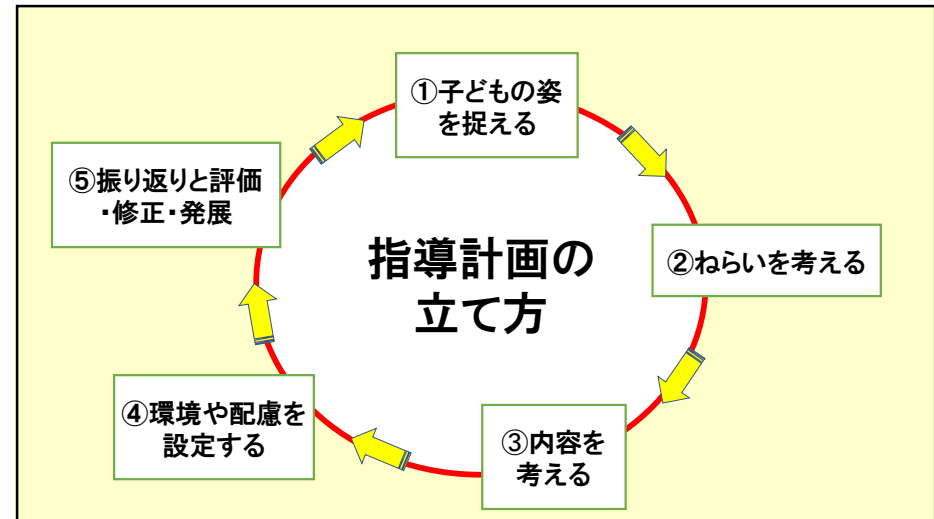 ①子どもの姿
を捉える
⑤振り返りと評価
・修正・発展
指導計画の
立て方
②ねらいを考える
④環境や配慮を
設定する
③内容を
考える